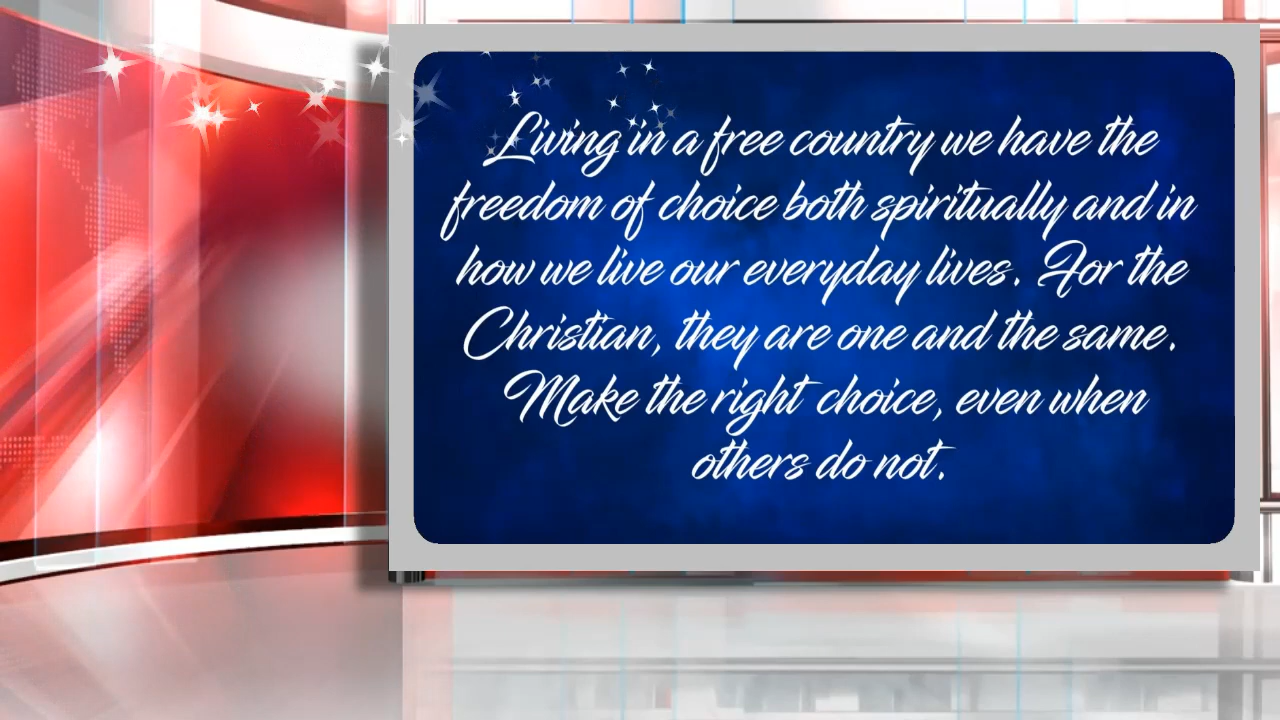 Living in a free country we have the
freedom of choice both spiritually and in
how we live our everyday lives. For the
Christian, they are one and the same.
Make the right choice, even when
others do not.